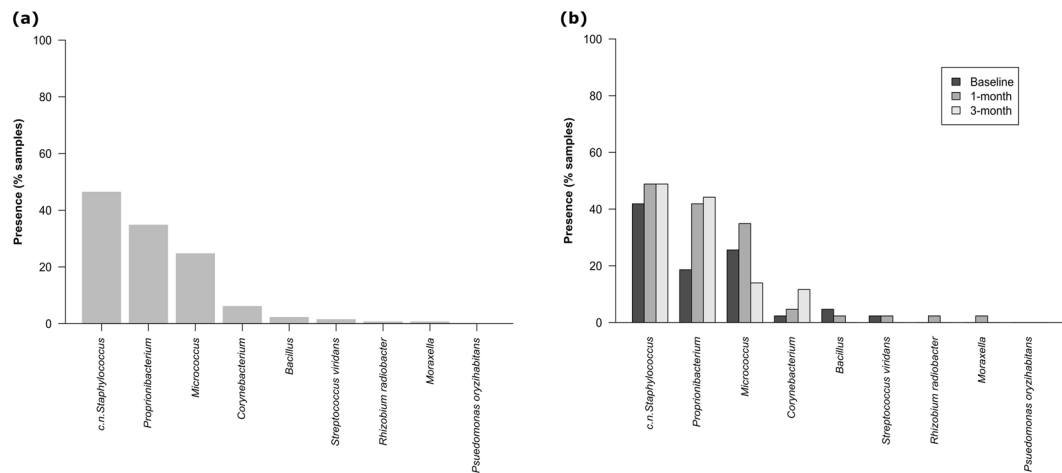 (a)
100
80
60
40
20
0
Presence (% samples)
c.n.Staphylococcus
Proprionibacterium
Micrococcus
Corynebacterium
Bacillus
Streptococcus viridans
Rhizobium radiobacter
Moraxella
Psuedomonas oryzihabitans
(b)
100
80
60
40
20
0
Presence (% samples)
Baseline
1-month
3-month
c.n.Staphylococcus
Proprionibacterium
Micrococcus
Corynebacterium
Bacillus
Streptococcus viridans
Rhizobium radiobacter
Moraxella
Psuedomonas oryzihabitans